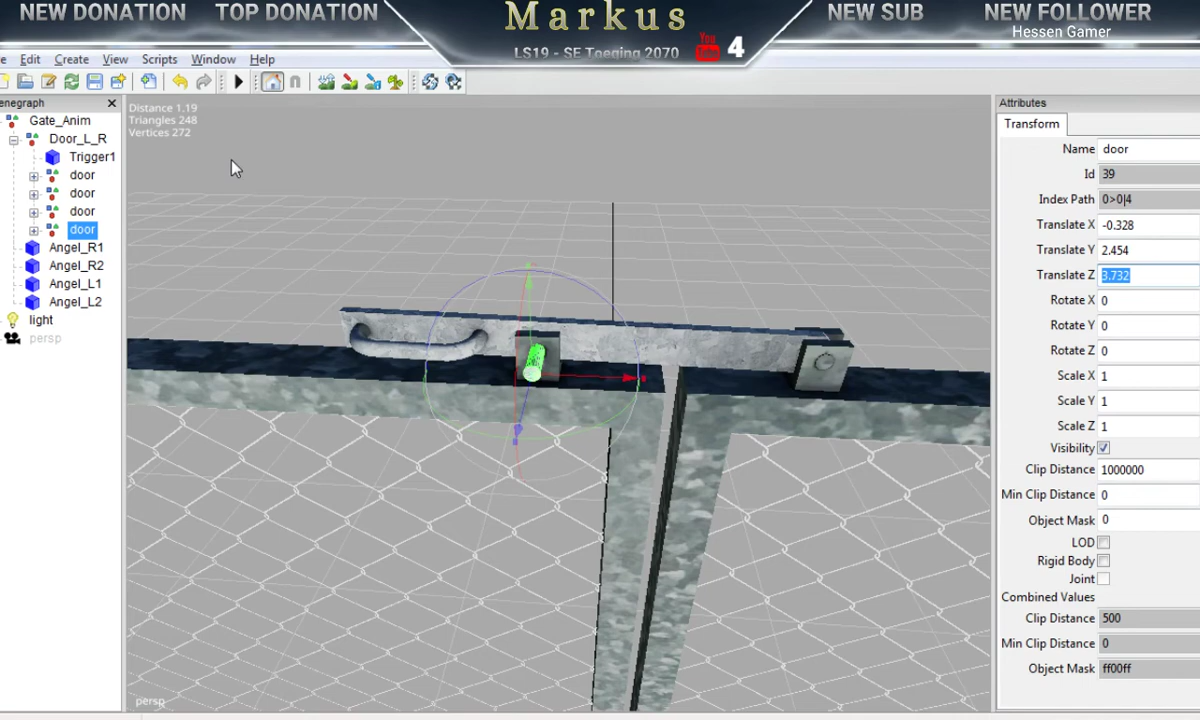 NEW DONATION
TOP DONATION
Markus
LS19 - SE Toeging 2070
You
Tube
4
NEW SUB
NEW FOLLOWER
Hessen Gamer
e Edit Create View Scripts Window Help
enegraph
Gate_Anim
Door_L_R
Trigger1
door
door
door
door
Angel_R1
Angel_R2
Angel_L1
Angel_L2
light
persp
Distance 1.19
Triangles 248
Vertices 272
persp
Attributes
Transform
Name door
Id 39
Index Path 0>0|4
Translate X -0.328
Translate Y 2.454
Translate Z 3.732
Rotate X 0
Rotate Y 0
Rotate Z 0
Scale X 1
Scale Y 1
Scale Z 1
Visibility
Clip Distance 1000000
Min Clip Distance 0
Object Mask 0
LOD
Rigid Body
Joint
Combined Values
Clip Distance 500
Min Clip Distance 0
Object Mask ff00ff